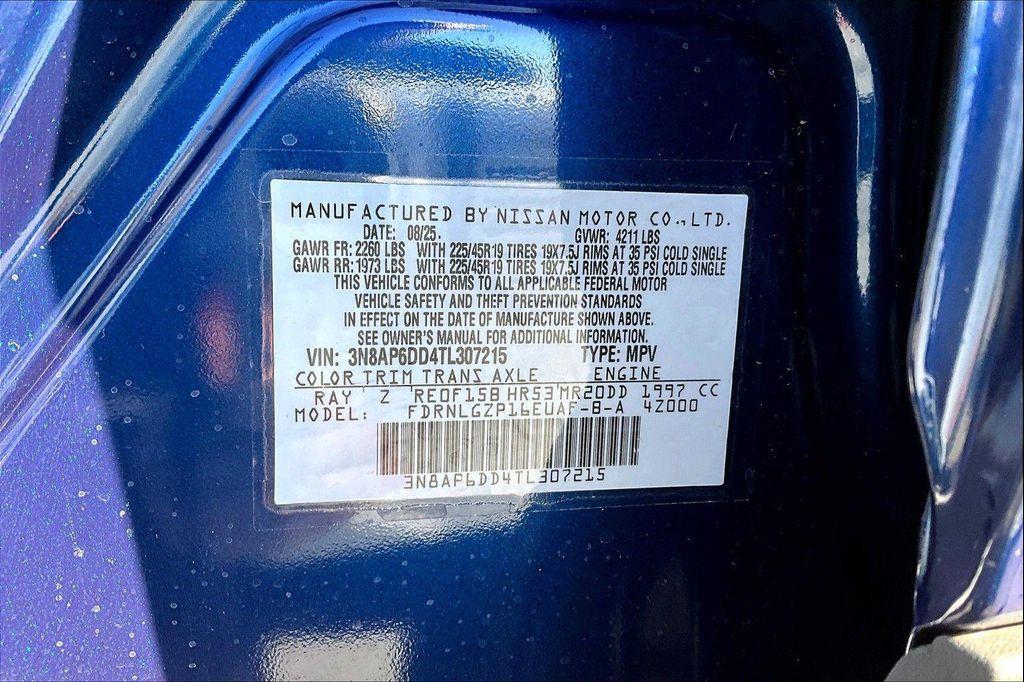 MANUFACTURED BY NISSAN MOTOR CO.,LTD.
DATE: 08/25. GVWR: 4211 LBS
GAWR FR: 2260 LBS WITH 225/45R19 TIRES 19X7.5J RIMS AT 35 PSI COLD SINGLE
GAWR RR: 1973 LBS WITH 225/45R19 TIRES 19X7.5J RIMS AT 35 PSI COLD SINGLE
THIS VEHICLE CONFORMS TO ALL APPLICABLE FEDERAL MOTOR
VEHICLE SAFETY AND THEFT PREVENTION STANDARDS
IN EFFECT ON THE DATE OF MANUFACTURE SHOWN ABOVE.
SEE OWNER'S MANUAL FOR ADDITIONAL INFORMATION.
VIN: 3N8AP6DD4TL307215 TYPE: MPV
COLOR TRIM TRANS AXLE ENGINE
RAY Z RE0F15B HR53 MR20DD 1997 CC
MODEL: FDRNLGZP16EUAF-B-A 4Z000
3N8AP6DD4TL307215